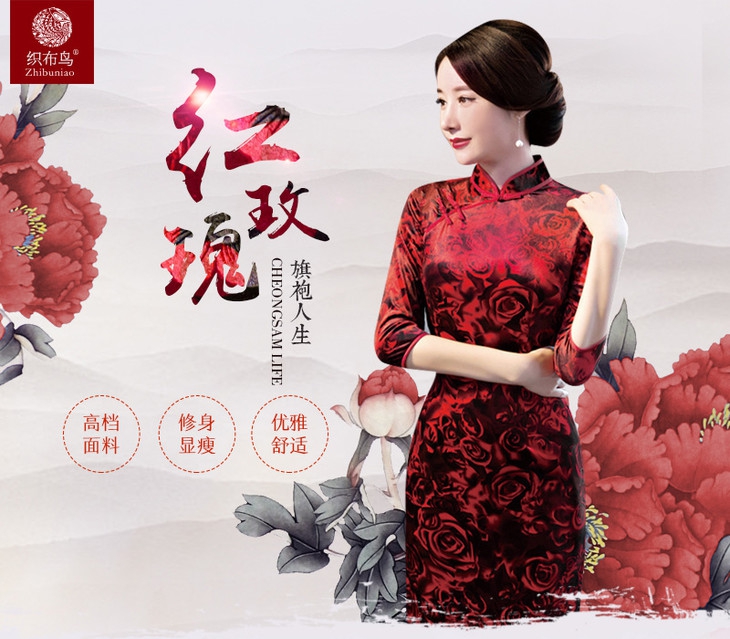 织布鸟®
Zhibuniao
红
玫
瑰
旗袍人生
CHEONGSAM LIFE
高档
面料
修身
显瘦
优雅
舒适